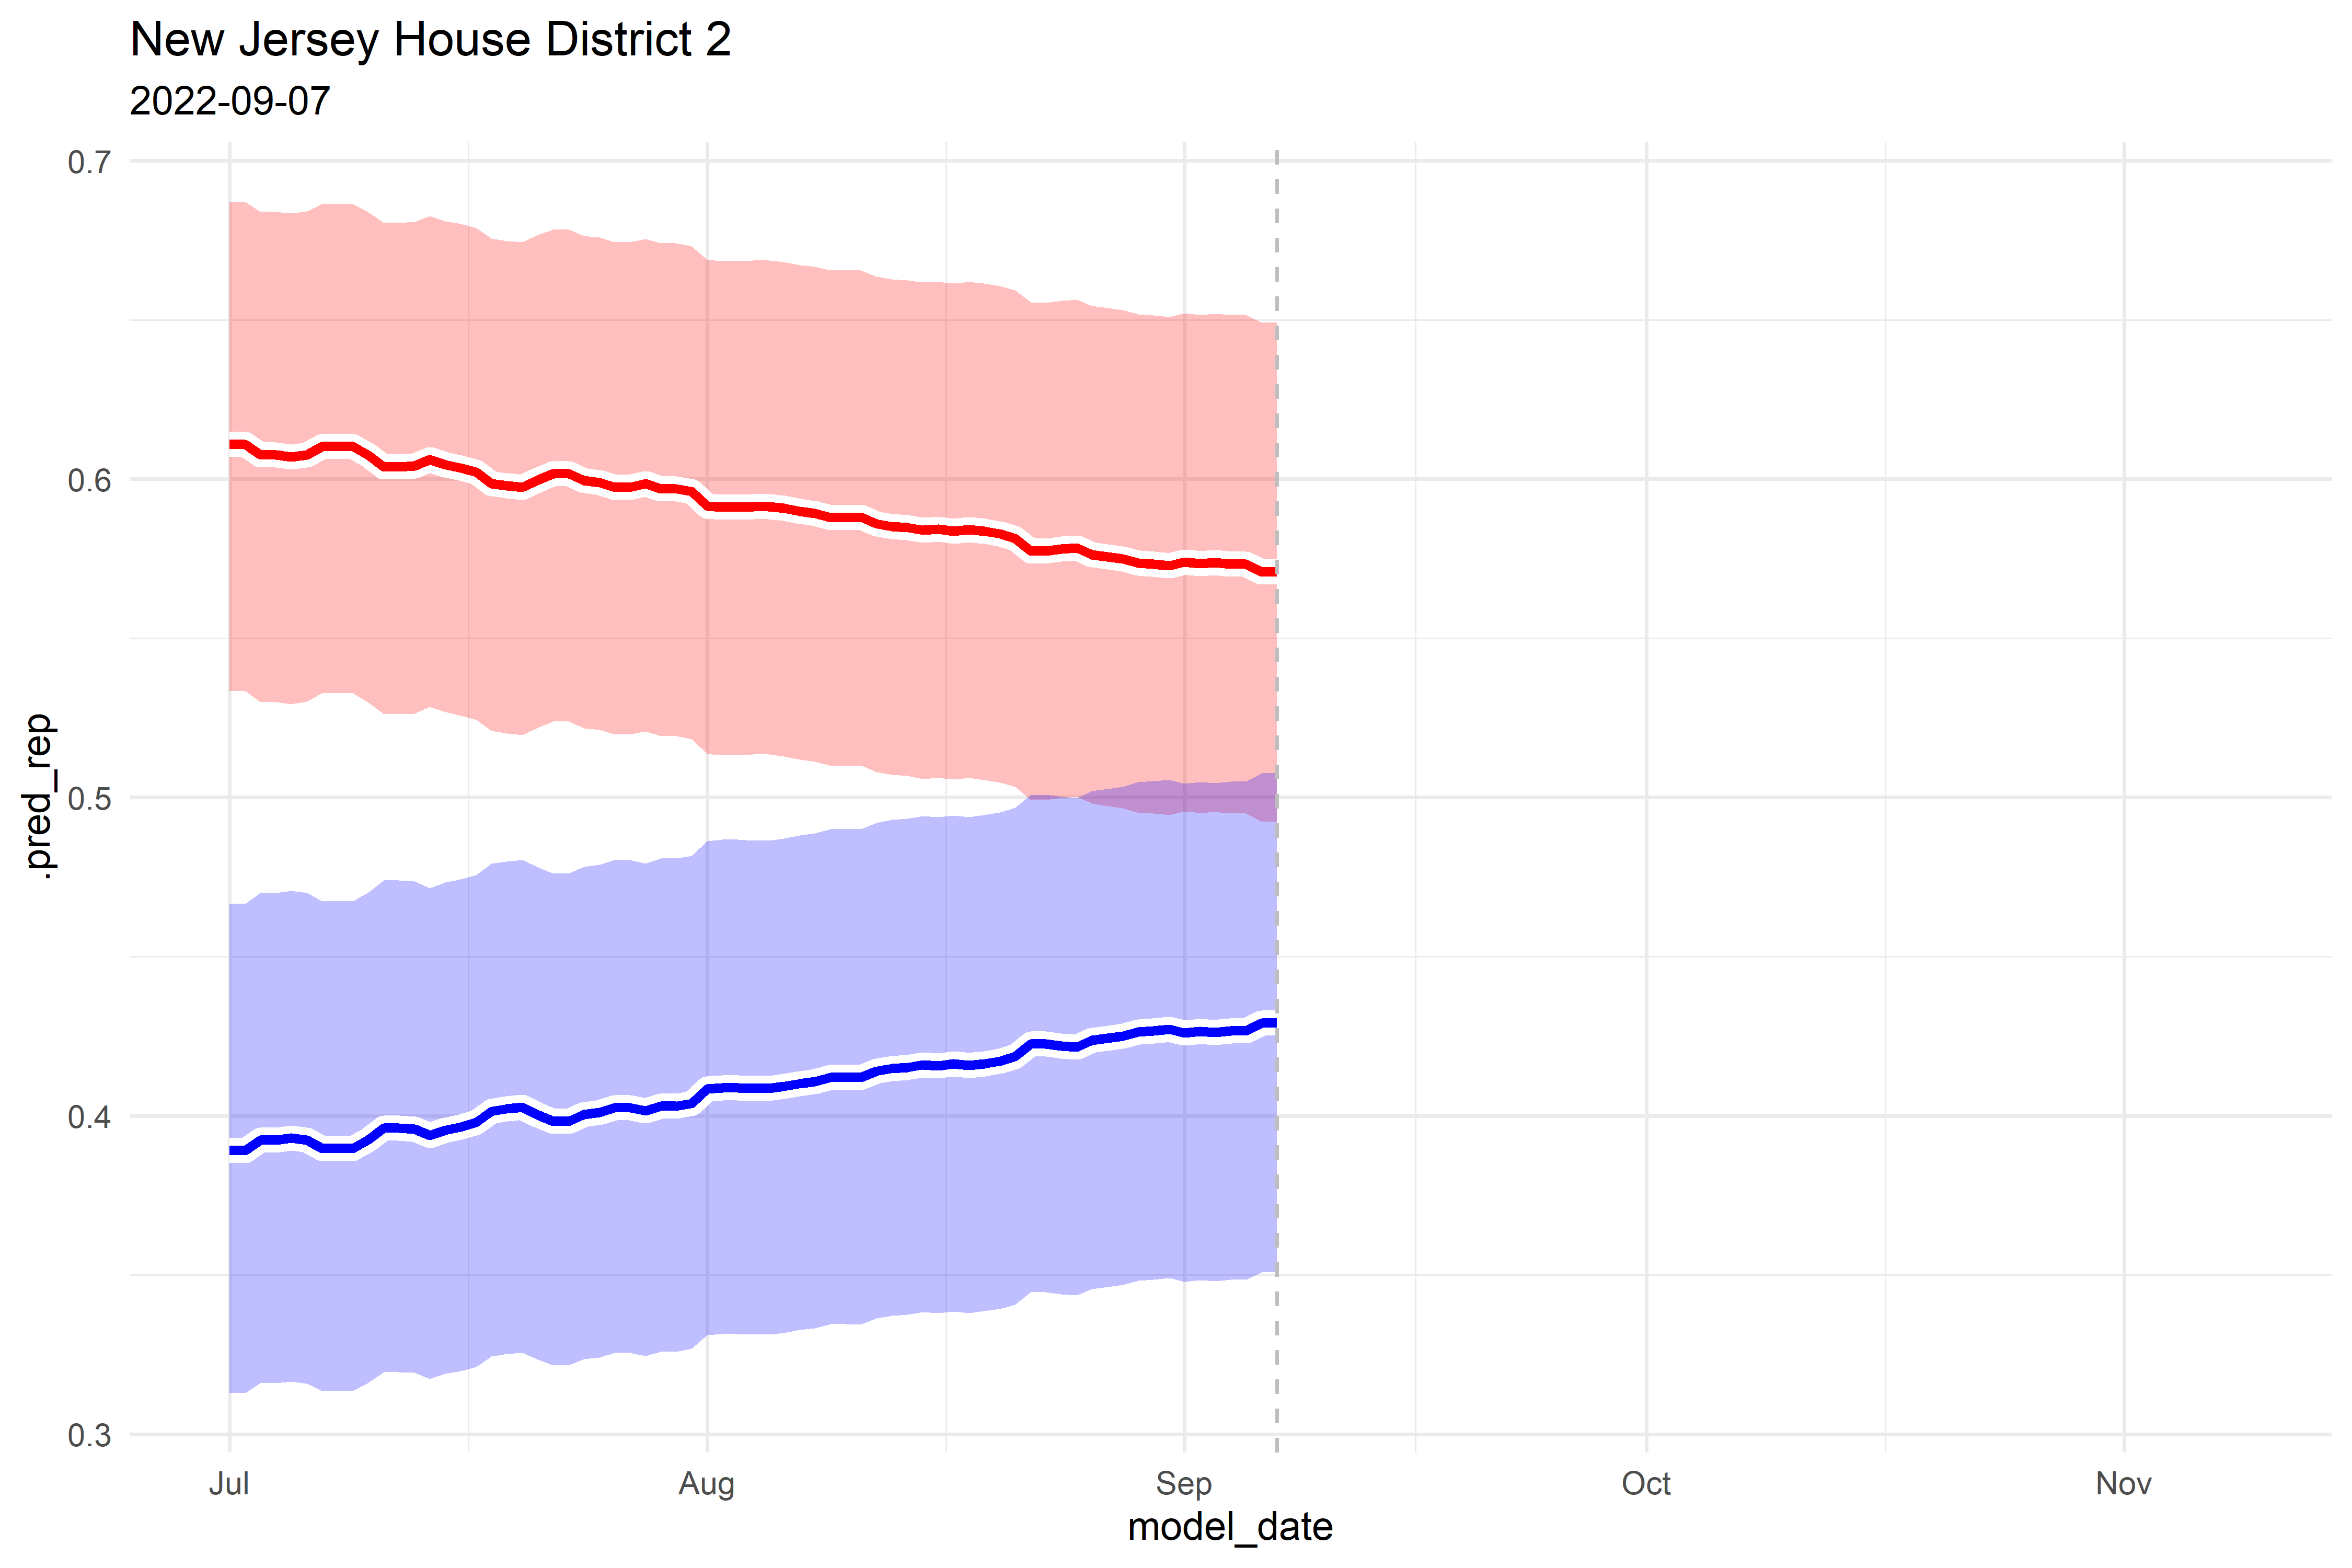 New Jersey House District 2
2022-09-07
0.7
0.6
0.5
0.4
0.3
.pred_rep
Jul
Aug
Sep
Oct
Nov
model_date